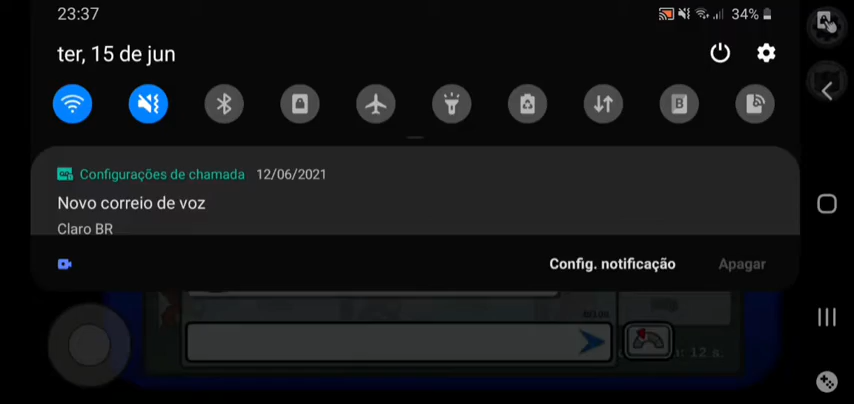 23:37
34%
ter, 15 de jun
B
Configurações de chamada 12/06/2021
Novo correio de voz
Claro BR
Config. notificação
Apagar
: 12 s.